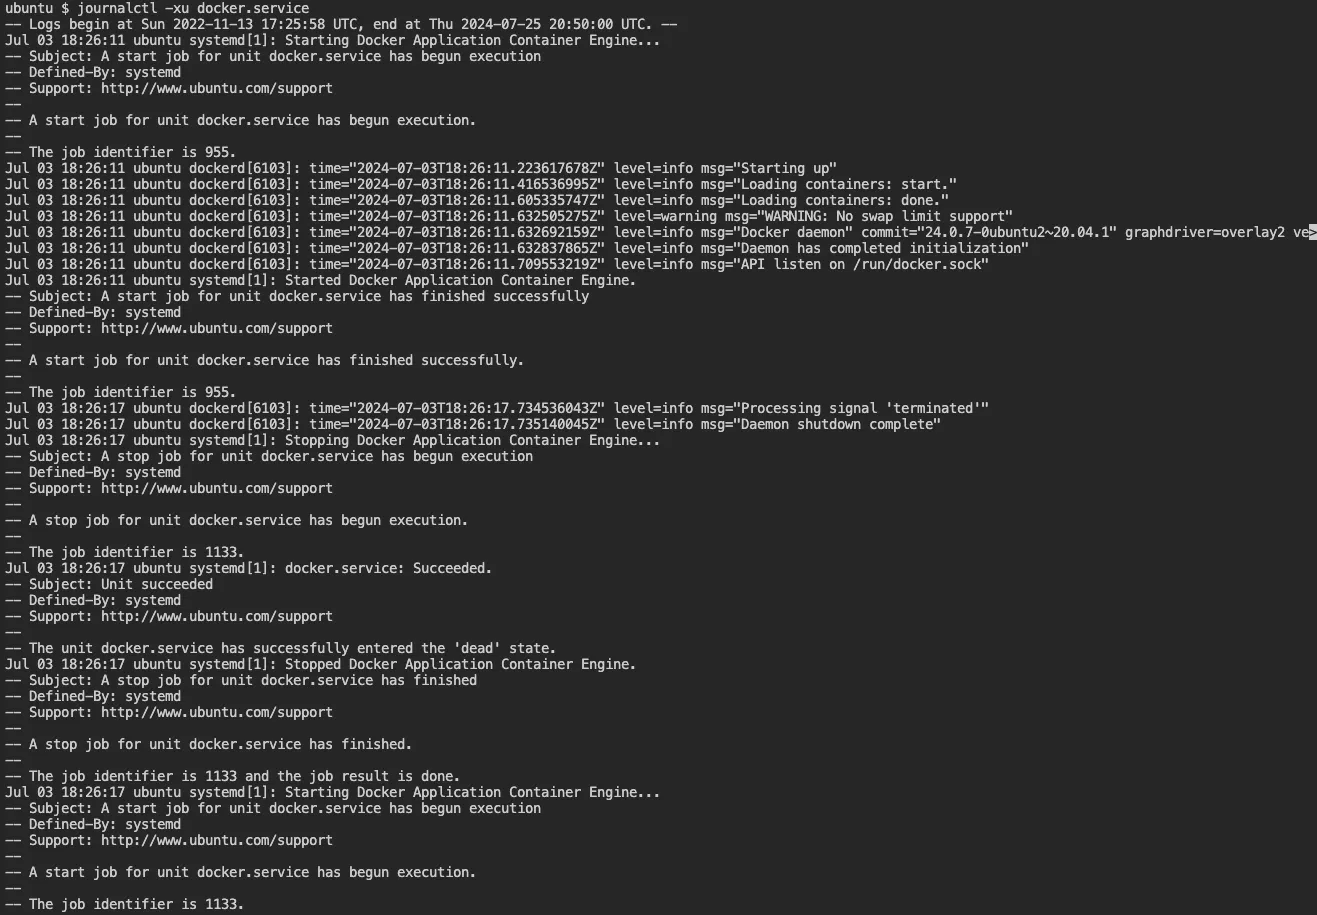 ubuntu $ journalctl -xu docker.service
-- Logs begin at Sun 2022-11-13 17:25:58 UTC, end at Thu 2024-07-25 20:50:00 UTC. --
Jul 03 18:26:11 ubuntu systemd[1]: Starting Docker Application Container Engine...
-- Subject: A start job for unit docker.service has begun execution
-- Defined-By: systemd
-- Support: http://www.ubuntu.com/support
--
-- A start job for unit docker.service has begun execution.
--
-- The job identifier is 955.
Jul 03 18:26:11 ubuntu dockerd[6103]: time="2024-07-03T18:26:11.223617678Z" level=info msg="Starting up"
Jul 03 18:26:11 ubuntu dockerd[6103]: time="2024-07-03T18:26:11.416536995Z" level=info msg="Loading containers: start."
Jul 03 18:26:11 ubuntu dockerd[6103]: time="2024-07-03T18:26:11.605335747Z" level=info msg="Loading containers: done."
Jul 03 18:26:11 ubuntu dockerd[6103]: time="2024-07-03T18:26:11.632505275Z" level=warning msg="WARNING: No swap limit support"
Jul 03 18:26:11 ubuntu dockerd[6103]: time="2024-07-03T18:26:11.632692159Z" level=info msg="Docker daemon" commit="24.0.7-0ubuntu2~20.04.1" graphdriver=overlay2 ve>
Jul 03 18:26:11 ubuntu dockerd[6103]: time="2024-07-03T18:26:11.632837865Z" level=info msg="Daemon has completed initialization"
Jul 03 18:26:11 ubuntu dockerd[6103]: time="2024-07-03T18:26:11.709553219Z" level=info msg="API listen on /run/docker.sock"
Jul 03 18:26:11 ubuntu systemd[1]: Started Docker Application Container Engine.
-- Subject: A start job for unit docker.service has finished successfully
-- Defined-By: systemd
-- Support: http://www.ubuntu.com/support
--
-- A start job for unit docker.service has finished successfully.
--
-- The job identifier is 955.
Jul 03 18:26:17 ubuntu dockerd[6103]: time="2024-07-03T18:26:17.734536043Z" level=info msg="Processing signal 'terminated'"
Jul 03 18:26:17 ubuntu dockerd[6103]: time="2024-07-03T18:26:17.735140045Z" level=info msg="Daemon shutdown complete"
Jul 03 18:26:17 ubuntu systemd[1]: Stopping Docker Application Container Engine...
-- Subject: A stop job for unit docker.service has begun execution
-- Defined-By: systemd
-- Support: http://www.ubuntu.com/support
--
-- A stop job for unit docker.service has begun execution.
--
-- The job identifier is 1133.
Jul 03 18:26:17 ubuntu systemd[1]: docker.service: Succeeded.
-- Subject: Unit succeeded
-- Defined-By: systemd
-- Support: http://www.ubuntu.com/support
--
-- The unit docker.service has successfully entered the 'dead' state.
Jul 03 18:26:17 ubuntu systemd[1]: Stopped Docker Application Container Engine.
-- Subject: A stop job for unit docker.service has finished
-- Defined-By: systemd
-- Support: http://www.ubuntu.com/support
--
-- A stop job for unit docker.service has finished.
--
-- The job identifier is 1133 and the job result is done.
Jul 03 18:26:17 ubuntu systemd[1]: Starting Docker Application Container Engine...
-- Subject: A start job for unit docker.service has begun execution
-- Defined-By: systemd
-- Support: http://www.ubuntu.com/support
--
-- A start job for unit docker.service has begun execution.
--
-- The job identifier is 1133.